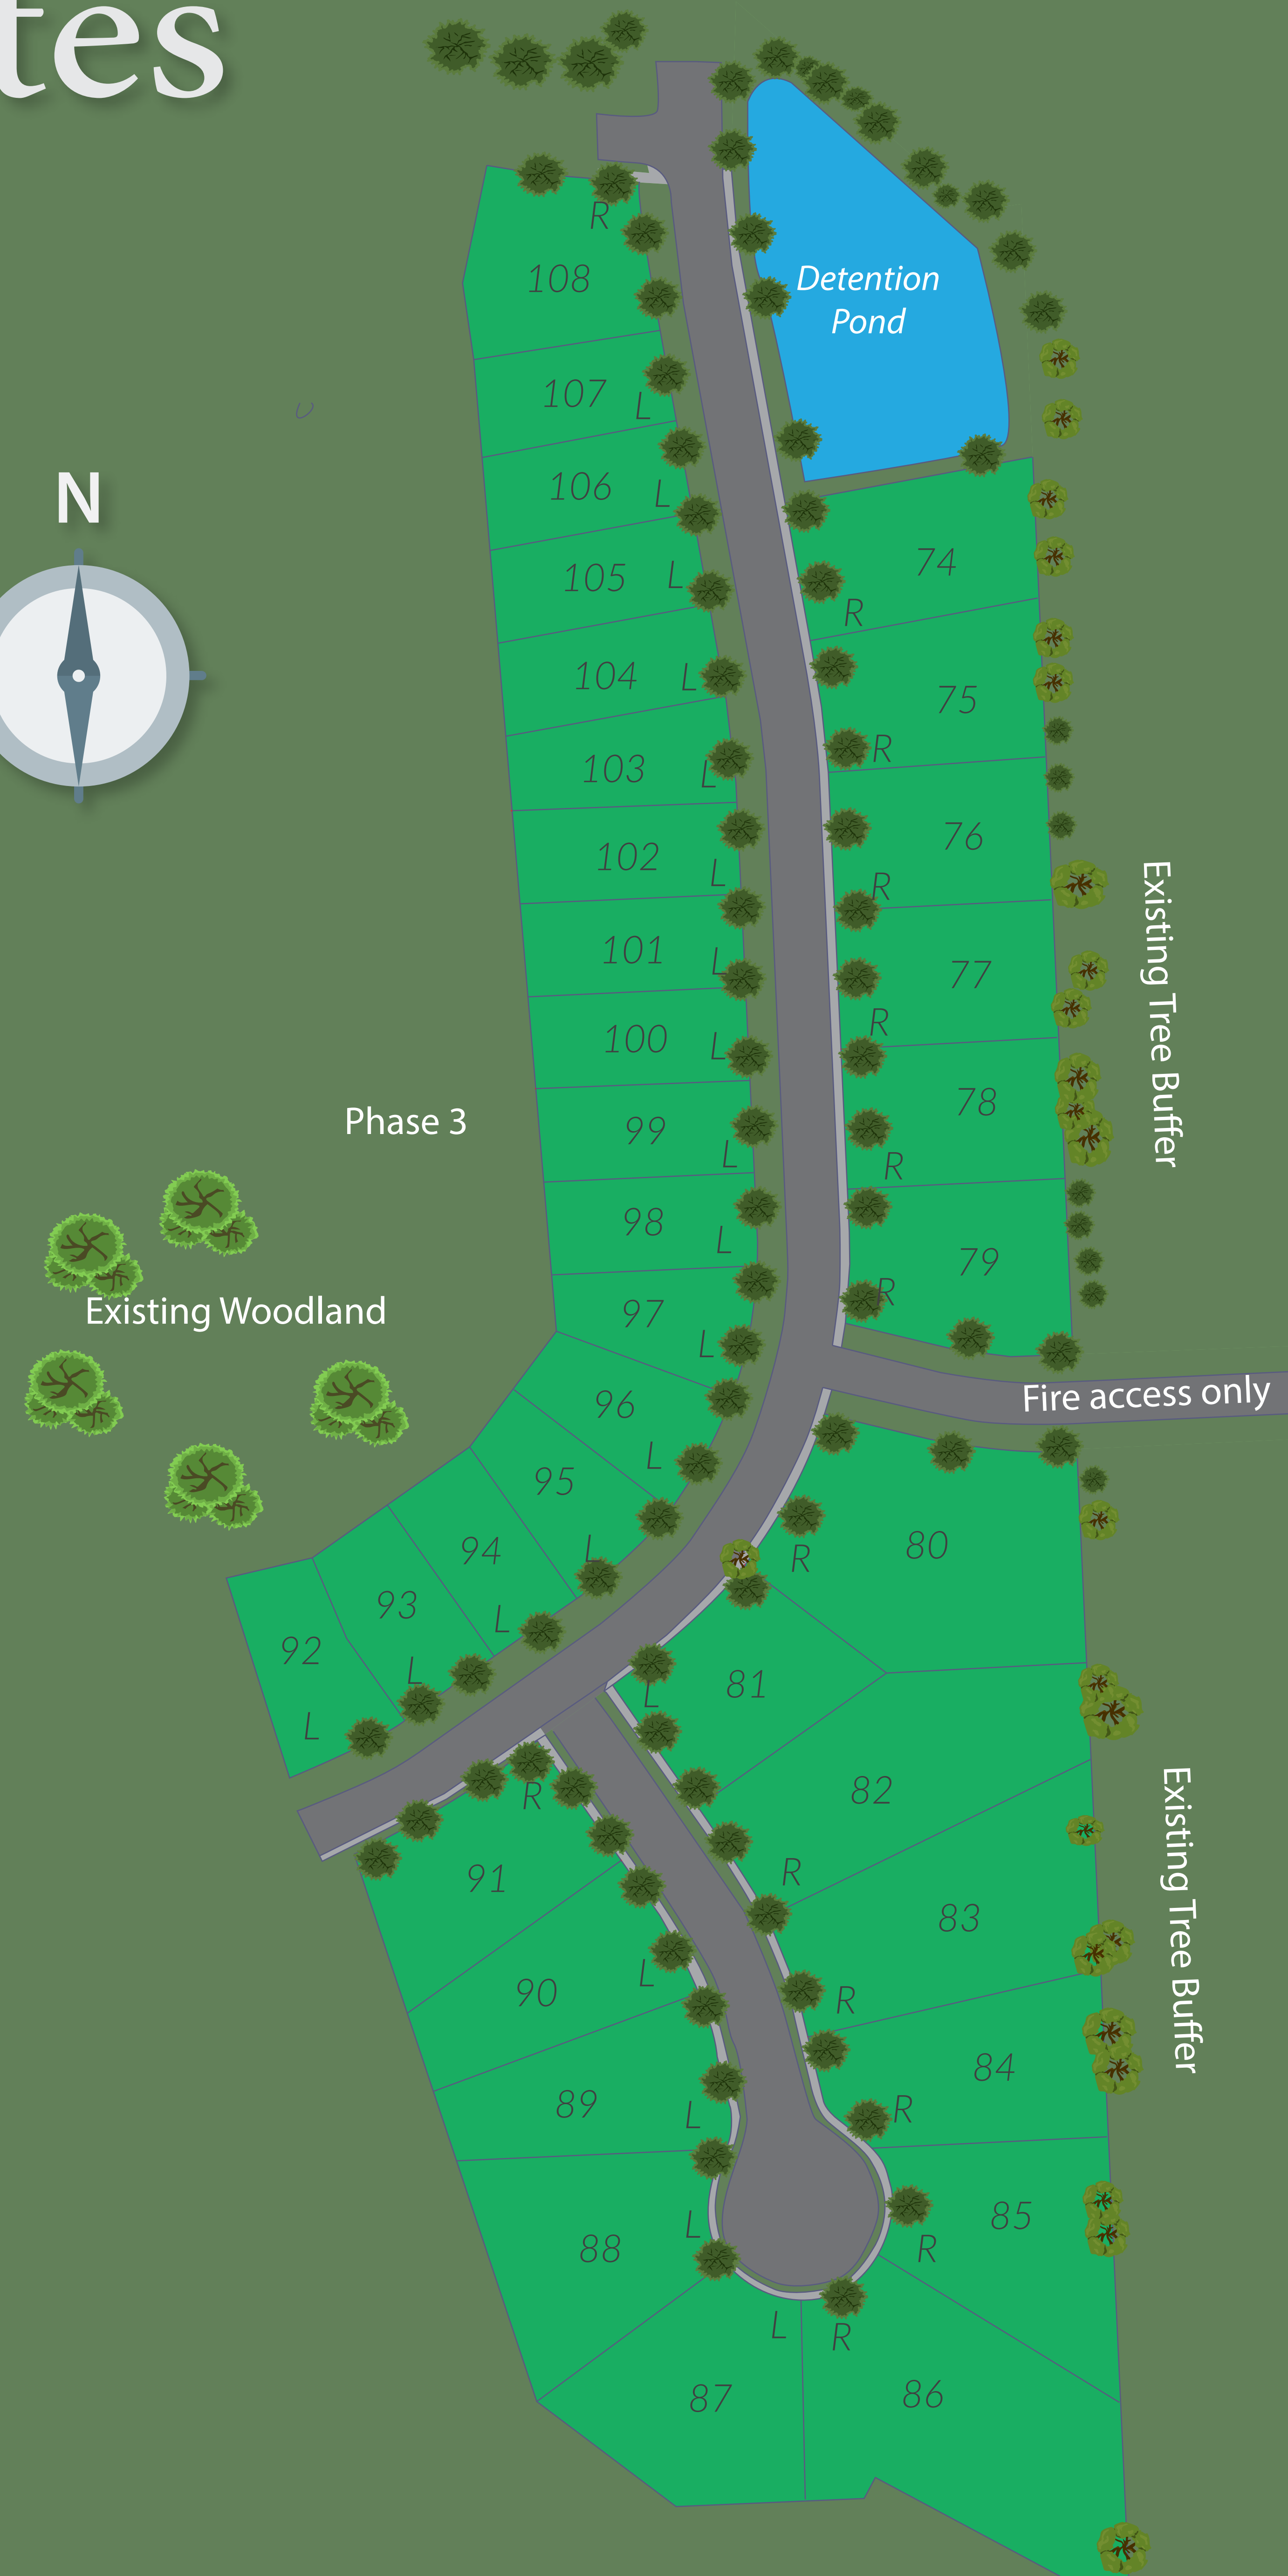 tes
R
108
Detention
Pond
107
L
N
106
L
105
L
74
R
104
L
75
R
103
L
76
102
L
R
101
L
77
100
L
R
Phase 3
99
L
78
R
Existing Tree Buffer
98
L
79
R
Existing Woodland
97
L
Fire access only
96
L
95
L
80
R
94
L
93
L
92
L
81
L
82
R
R
91
83
R
90
L
Existing Tree Buffer
84
R
89
L
85
R
88
L
L
R
87
86